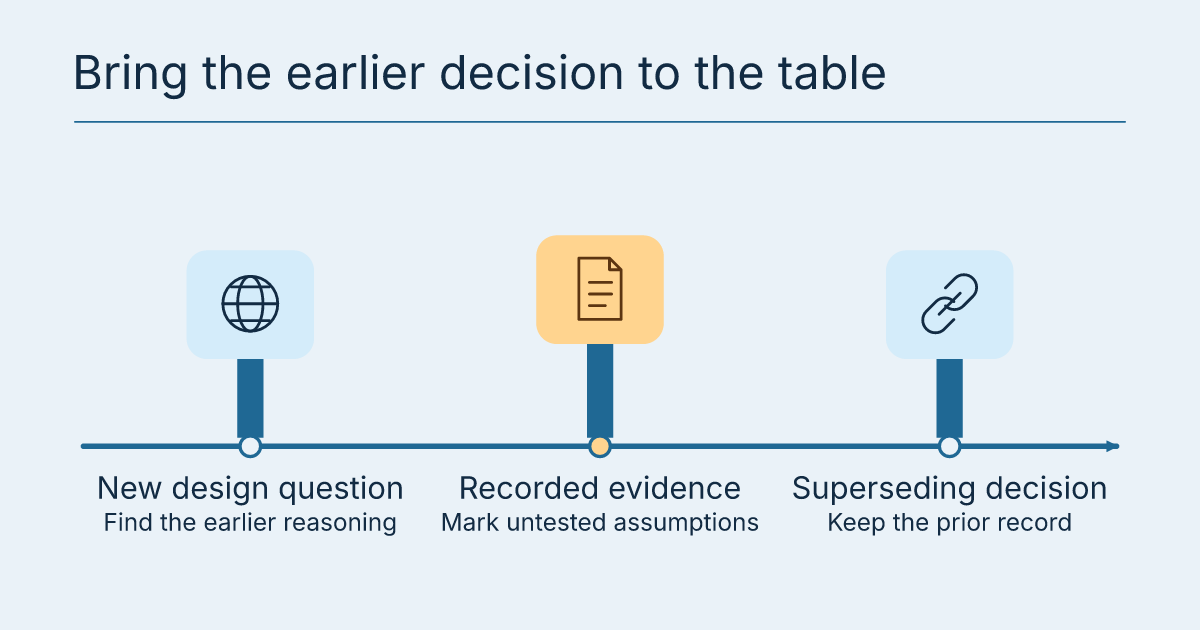 Bring the earlier decision to the table
New design question
Find the earlier reasoning
Recorded evidence
Mark untested assumptions
Superseding decision
Keep the prior record